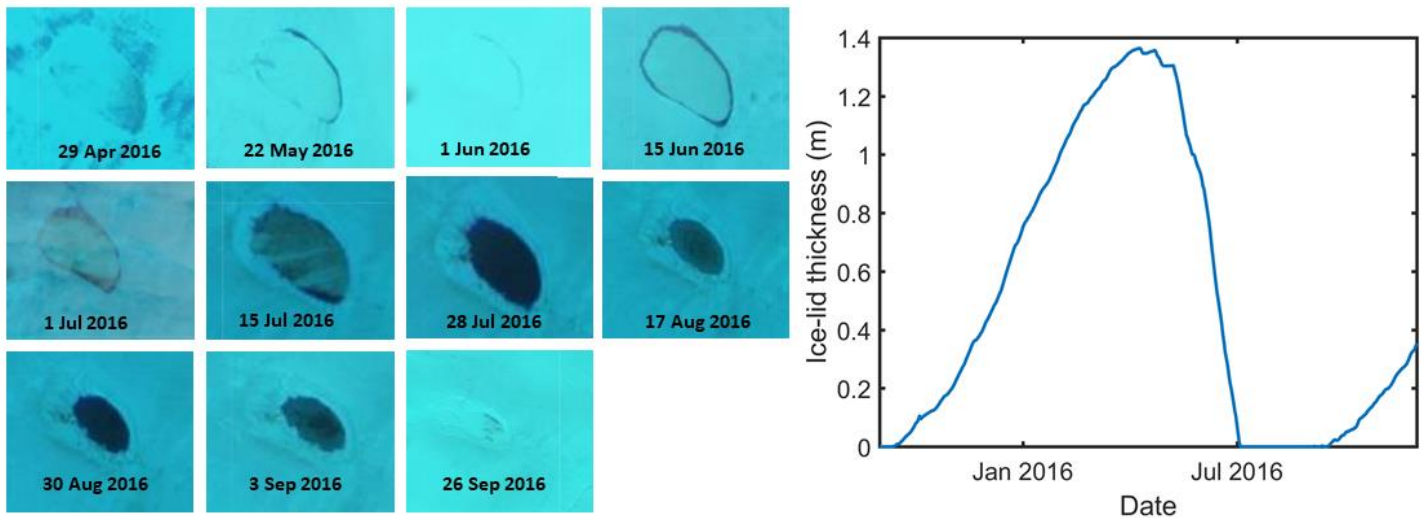 29 Apr 2016
22 May 2016
1 Jun 2016
15 Jun 2016
1 Jul 2016
15 Jul 2016
28 Jul 2016
17 Aug 2016
30 Aug 2016
3 Sep 2016
26 Sep 2016
Ice-lid thickness (m)
1.4
1.2
1
0.8
0.6
0.4
0.2
0
Jan 2016
Jul 2016
Date